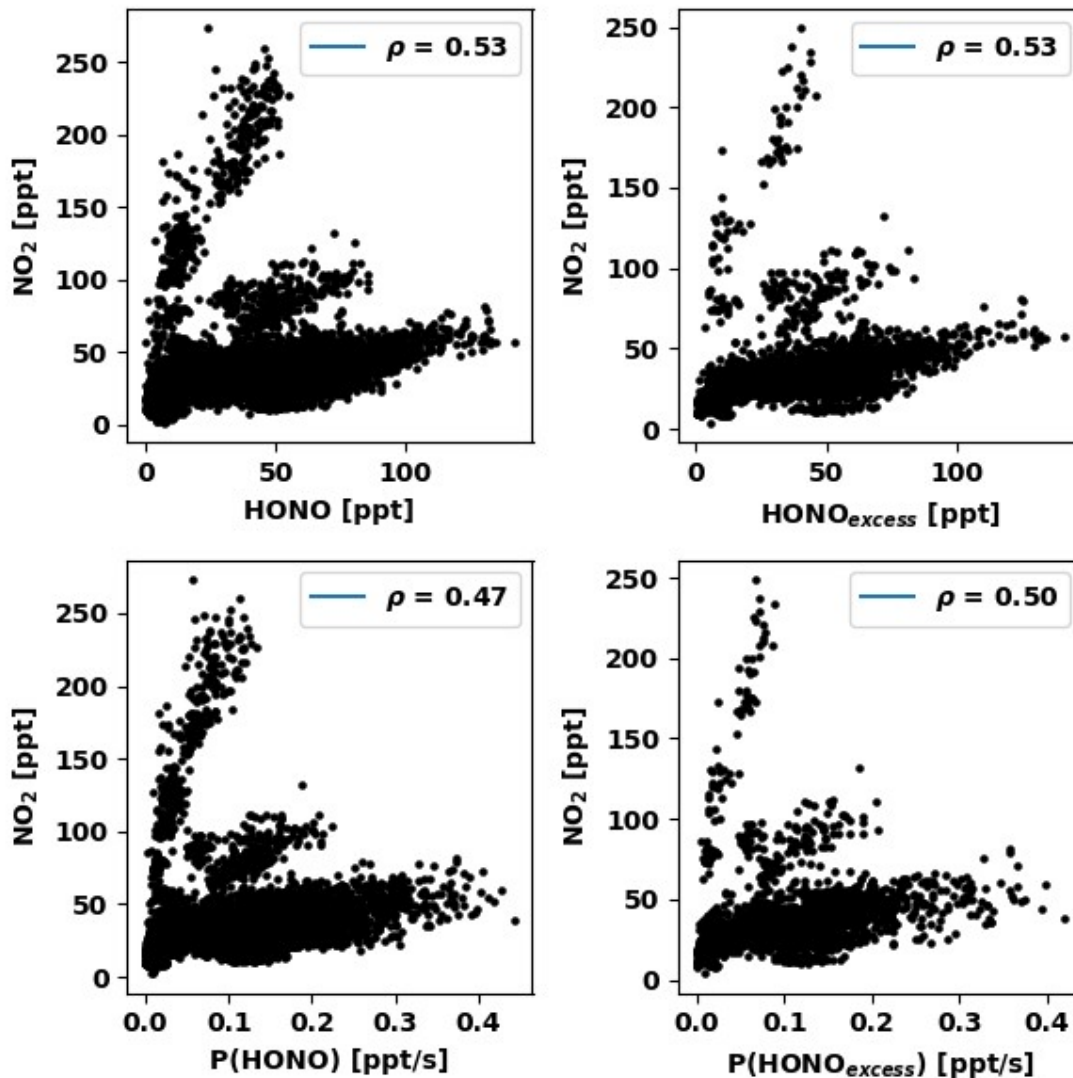 ρ = 0.53
250
200
150
100
50
0
NO₂ [ppt]
0 50 100
HONO [ppt]
ρ = 0.53
250
200
150
100
50
0
NO₂ [ppt]
0 50 100
HONOₑₓcₑₛₛ [ppt]
ρ = 0.47
250
200
150
100
50
0
NO₂ [ppt]
0.0 0.1 0.2 0.3 0.4
P(HONO) [ppt/s]
ρ = 0.50
250
200
150
100
50
0
NO₂ [ppt]
0.0 0.1 0.2 0.3 0.4
P(HONOₑₓcₑₛₛ) [ppt/s]